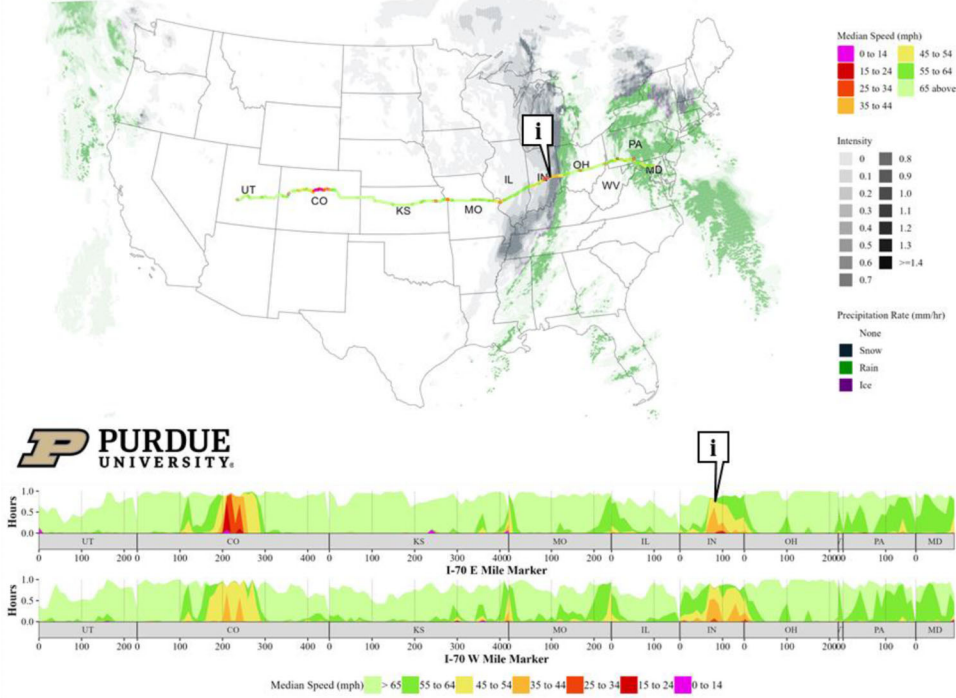 Median Speed (mph)
0 to 14 45 to 54
15 to 24 55 to 64
25 to 34 65 above
35 to 44
i
PA
OH
MD
IN
IL
WV
UT
CO
KS
MO
Intensity
0 0.8
0.1 0.9
0.2 1.0
0.3 1.1
0.4 1.2
0.5 1.3
0.6 >=1.4
0.7
Precipitation Rate (mm/hr)
None
Snow
Rain
Ice
P PURDUE
UNIVERSITY®
i
Hours
1.0
0.5
0.0
UT CO KS MO IL IN OH PA MD
0 100 200 0 100 200 300 400 0 100 200 300 400 0 100 200 0 100 0 100 0 100 200 0 0 100 0
I-70 E Mile Marker
Hours
1.0
0.5
0.0
UT CO KS MO IL IN OH PA MD
0 100 200 0 100 200 300 400 0 100 200 300 400 0 100 200 0 100 0 100 0 100 200 0 0 100 0
I-70 W Mile Marker
Median Speed (mph) > 65 55 to 64 45 to 54 35 to 44 25 to 34 15 to 24 0 to 14